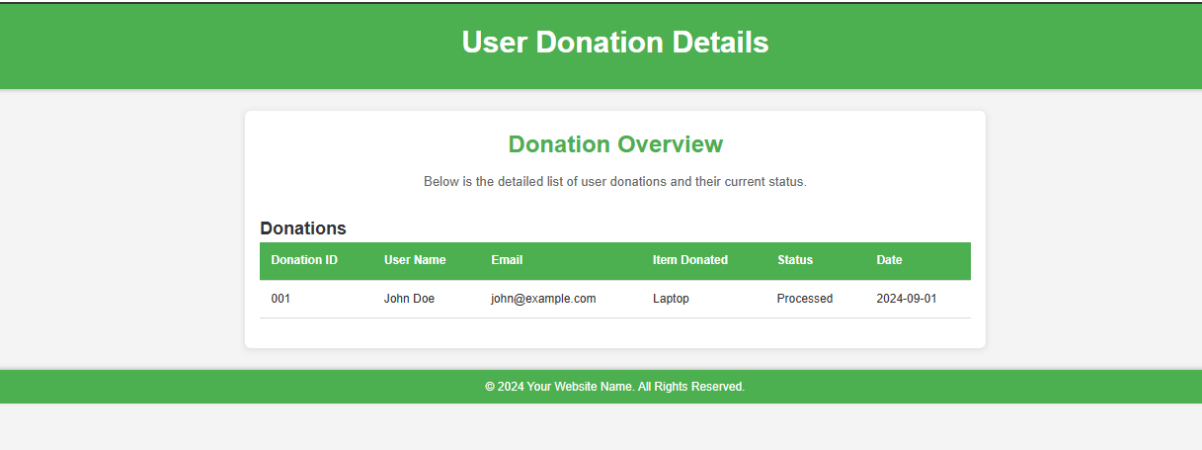 User Donation Details
Donation Overview
Below is the detailed list of user donations and their current status.
Donations
Donation ID User Name Email Item Donated Status Date
001 John Doe john@example.com Laptop Processed 2024-09-01
© 2024 Your Website Name. All Rights Reserved.